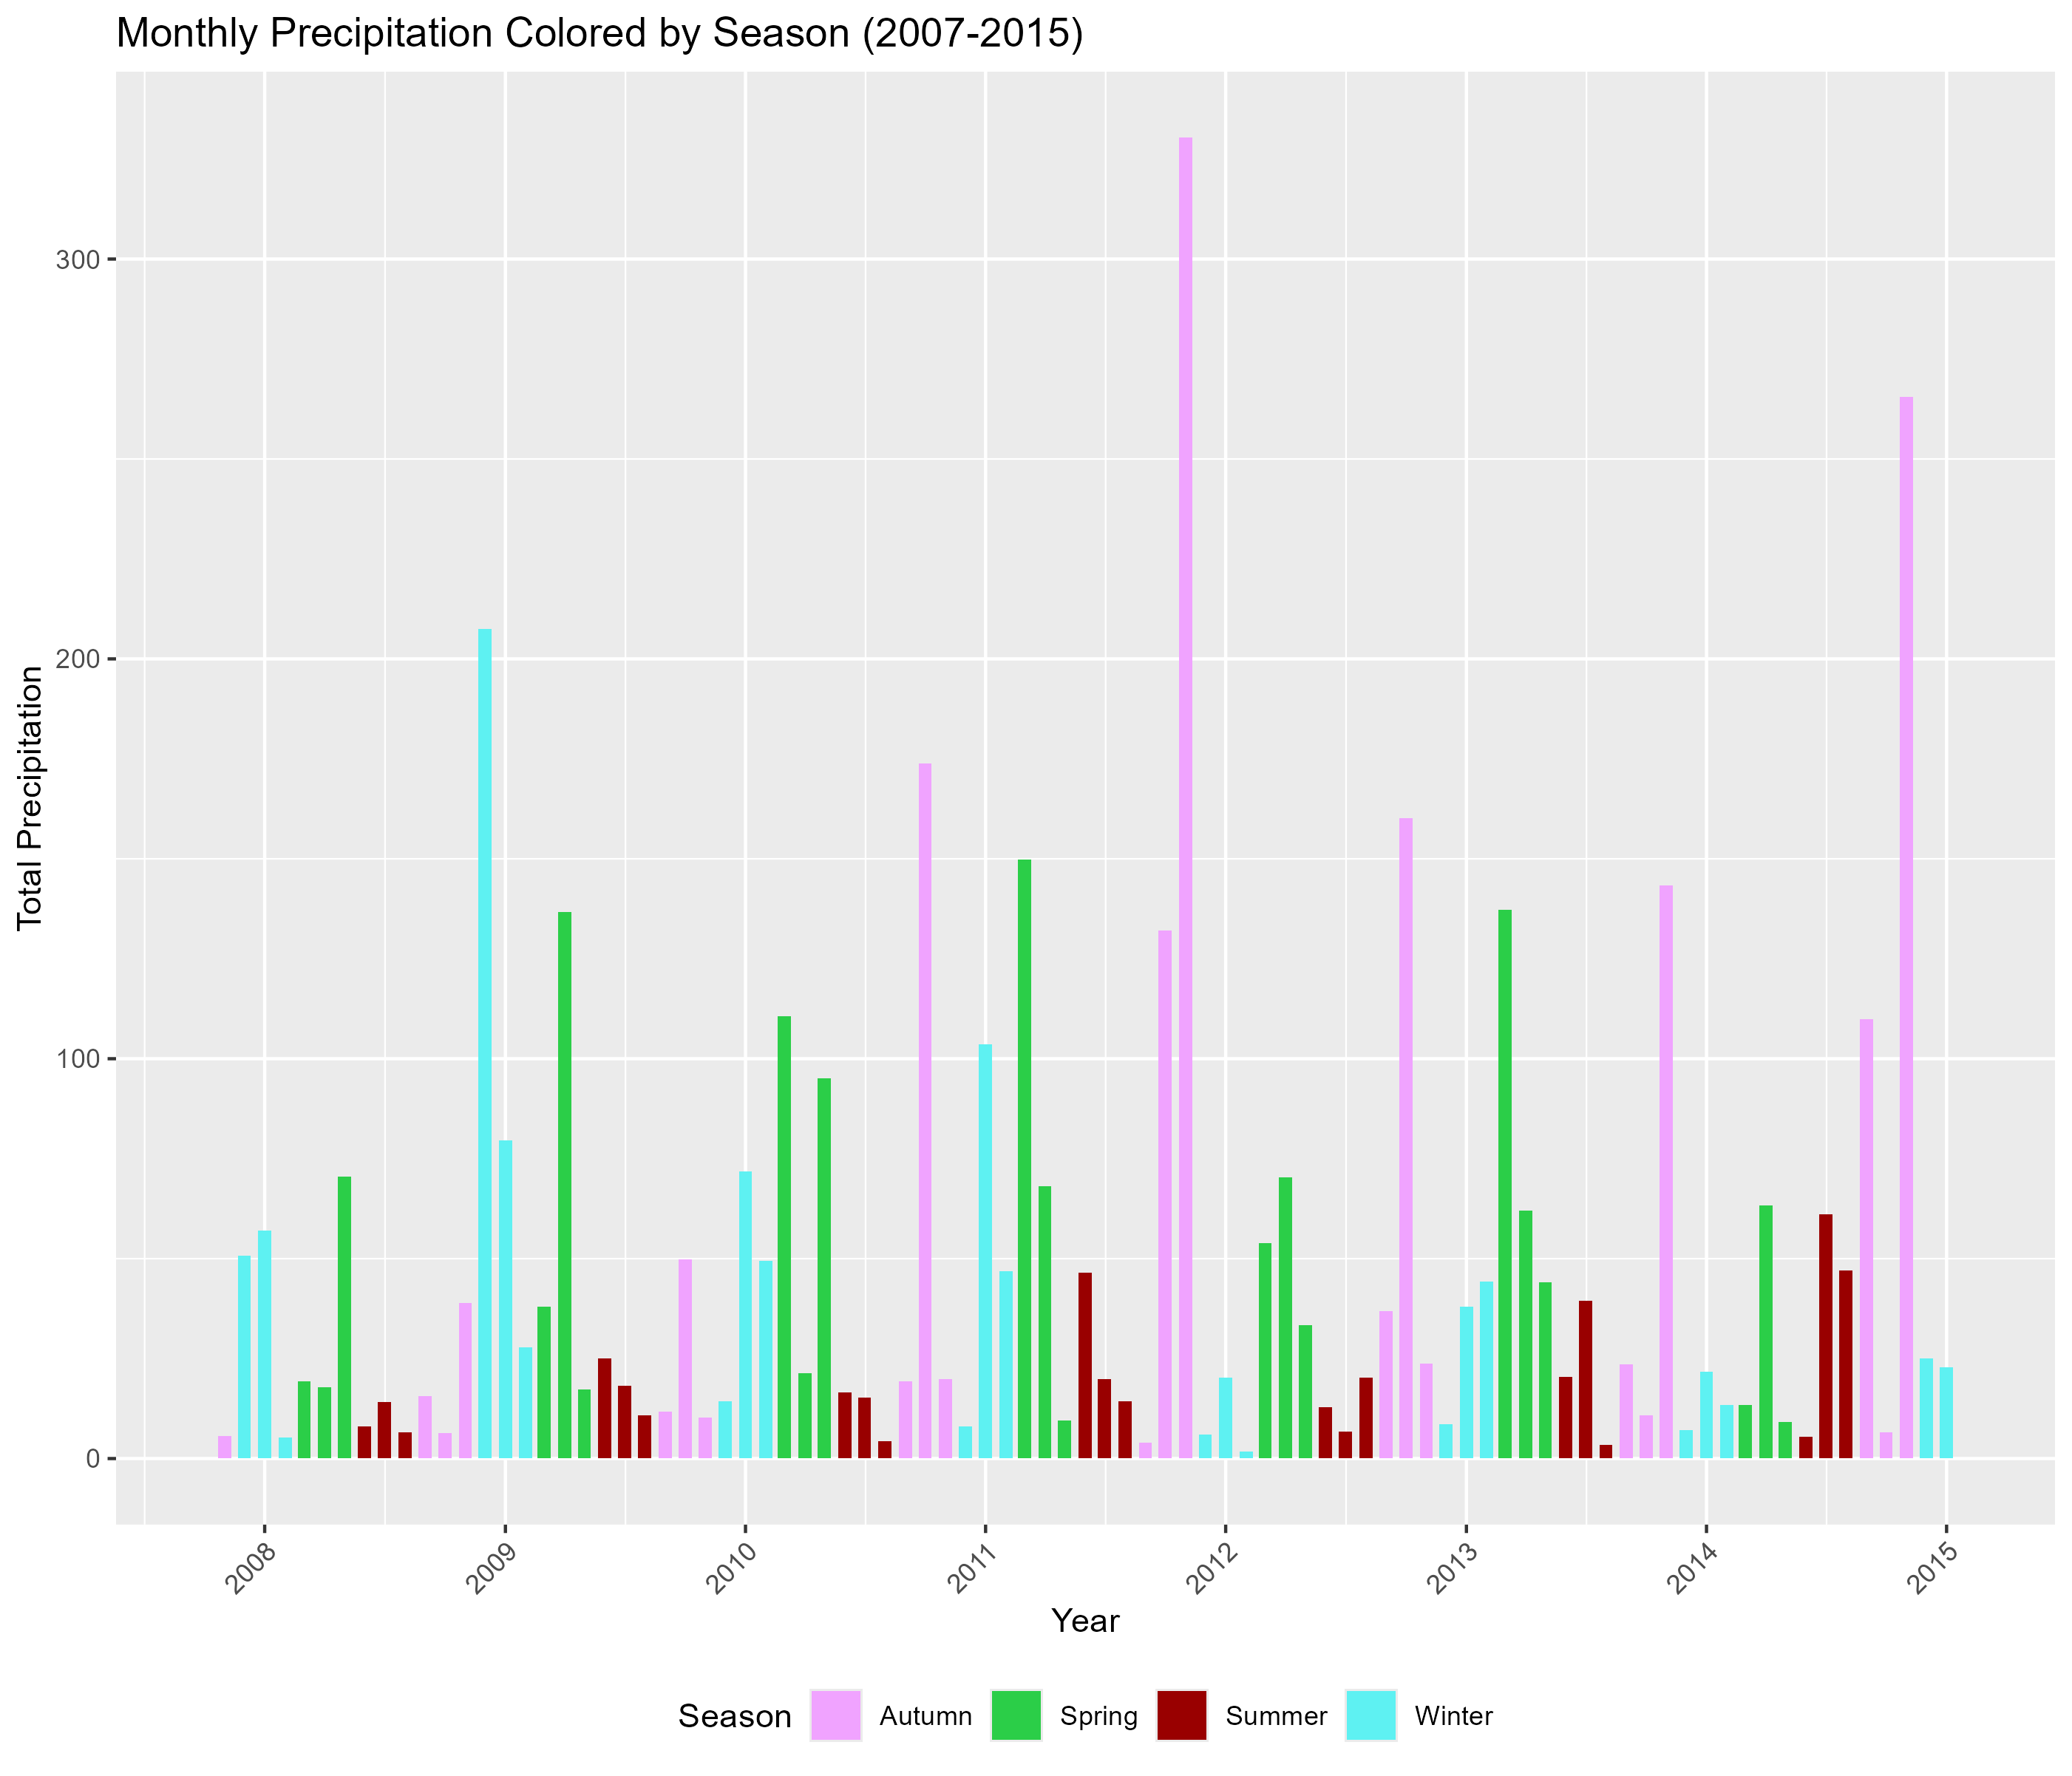 Monthly Precipitation Colored by Season (2007-2015)
Total Precipitation
300
200
100
0
2008 2009 2010 2011 2012 2013 2014 2015
Year
Season Autumn Spring Summer Winter